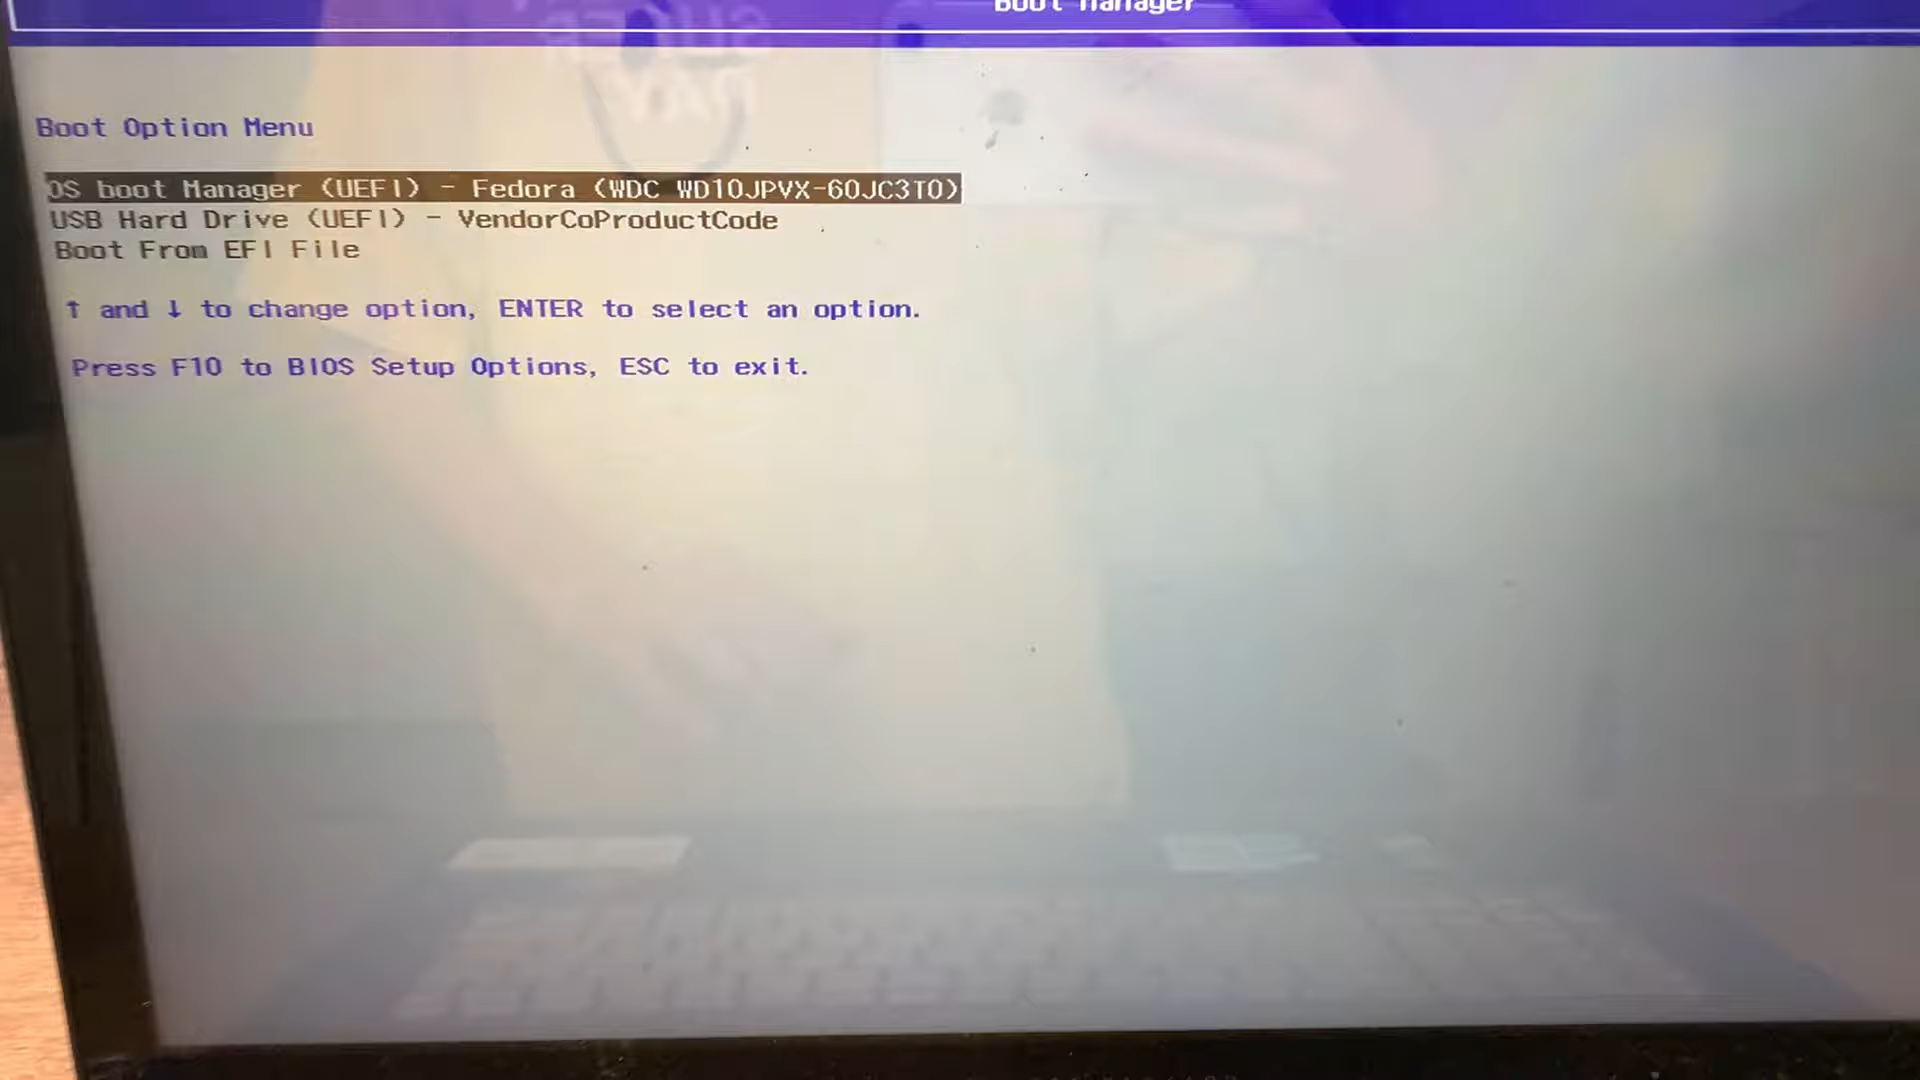 Boot Manager
Boot Option Menu
OS boot Manager (UEFI) - Fedora (WDC WD10JPVX-60JC3T0)
USB Hard Drive (UEFI) - VendorCoProductCode
Boot From EFI File
↑ and ↓ to change option, ENTER to select an option.
Press F10 to BIOS Setup Options, ESC to exit.